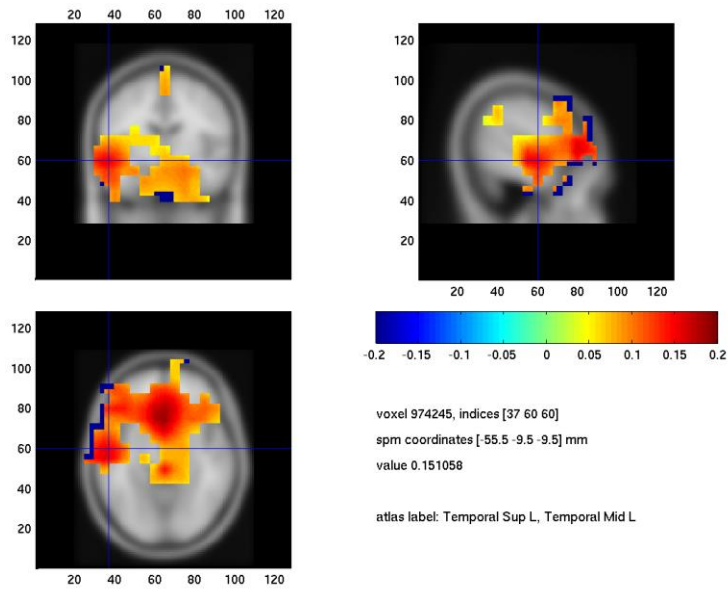 20 40 60 80 100 120
120
100
80
60
40
20
120
100
80
60
40
20
20 40 60 80 100 120
120
100
80
60
40
20
20 40 60 80 100 120
-0.2 -0.15 -0.1 -0.05 0 0.05 0.1 0.15 0.2
voxel 974245, indices [37 60 60]
spm coordinates [-55.5 -9.5 -9.5] mm
value 0.151058
atlas label: Temporal Sup L, Temporal Mid L